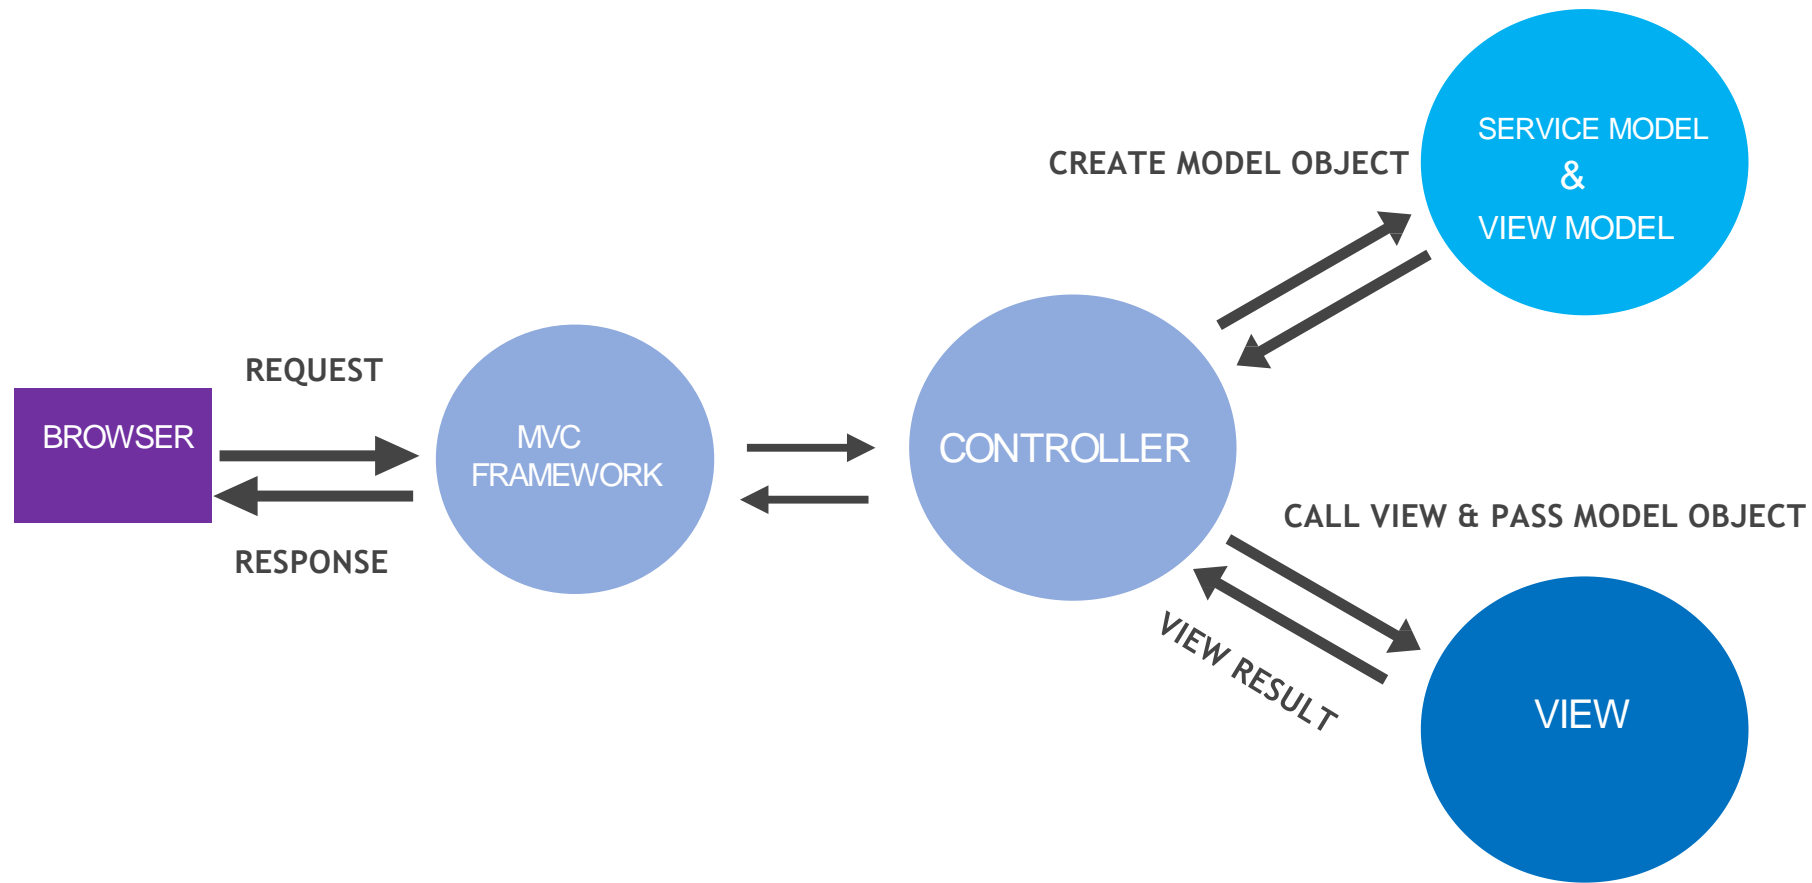 SERVICE MODEL
&
VIEW MODEL
CREATE MODEL OBJECT
REQUEST
BROWSER
MVC
FRAMEWORK
CONTROLLER
RESPONSE
CALL VIEW & PASS MODEL OBJECT
VIEW RESULT
VIEW